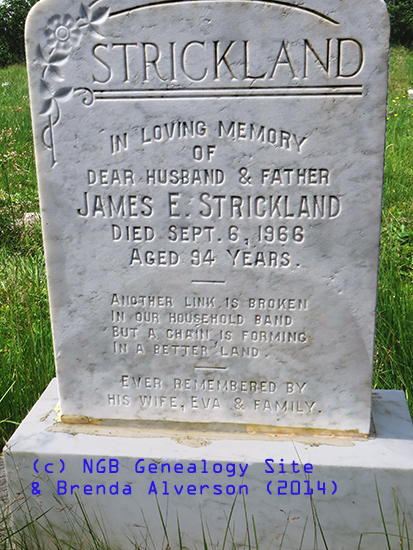 STRICKLAND
IN LOVING MEMORY
OF
DEAR HUSBAND & FATHER
JAMES E. STRICKLAND
DIED SEPT. 6, 1966
AGED 94 YEARS.
ANOTHER LINK IS BROKEN
IN OUR HOUSEHOLD BAND
BUT A CHAIN IS FORMING
IN A BETTER LAND.
EVER REMEMBERED BY
HIS WIFE, EVA & FAMILY.
(c) NGB Genealogy Site
& Brenda Alverson (2014)